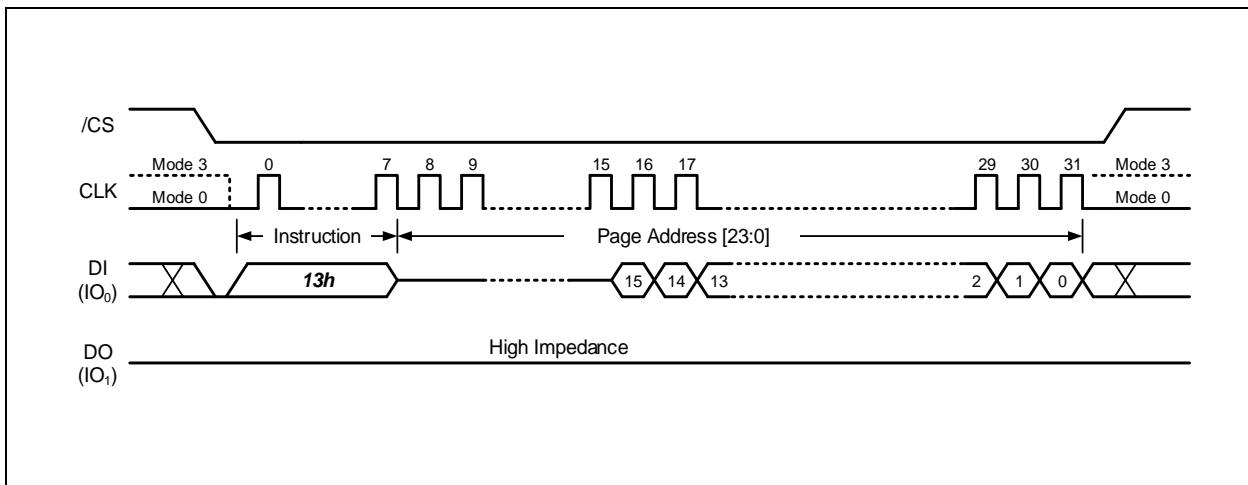 /CS
Mode 3 0 7 8 9 15 16 17 29 30 31 Mode 3
CLK
Mode 0 Mode 0
Instruction Page Address [23:0]
DI
(IO₀)
13h 15 14 13 2 1 0
High Impedance
DO
(IO₁)